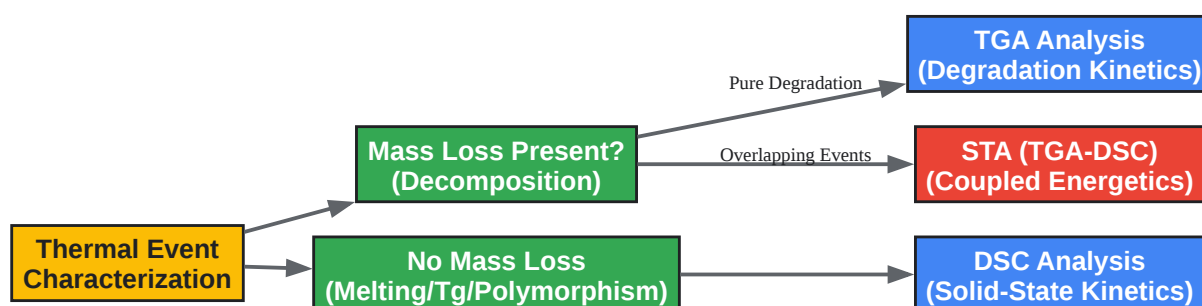 TGA Analysis
(Degradation Kinetics)
Pure Degradation
Mass Loss Present?
(Decomposition)
Overlapping Events
STA (TGA-DSC)
(Coupled Energetics)
Thermal Event
Characterization
No Mass Loss
(Melting/Tg/Polymorphism)
DSC Analysis
(Solid-State Kinetics)